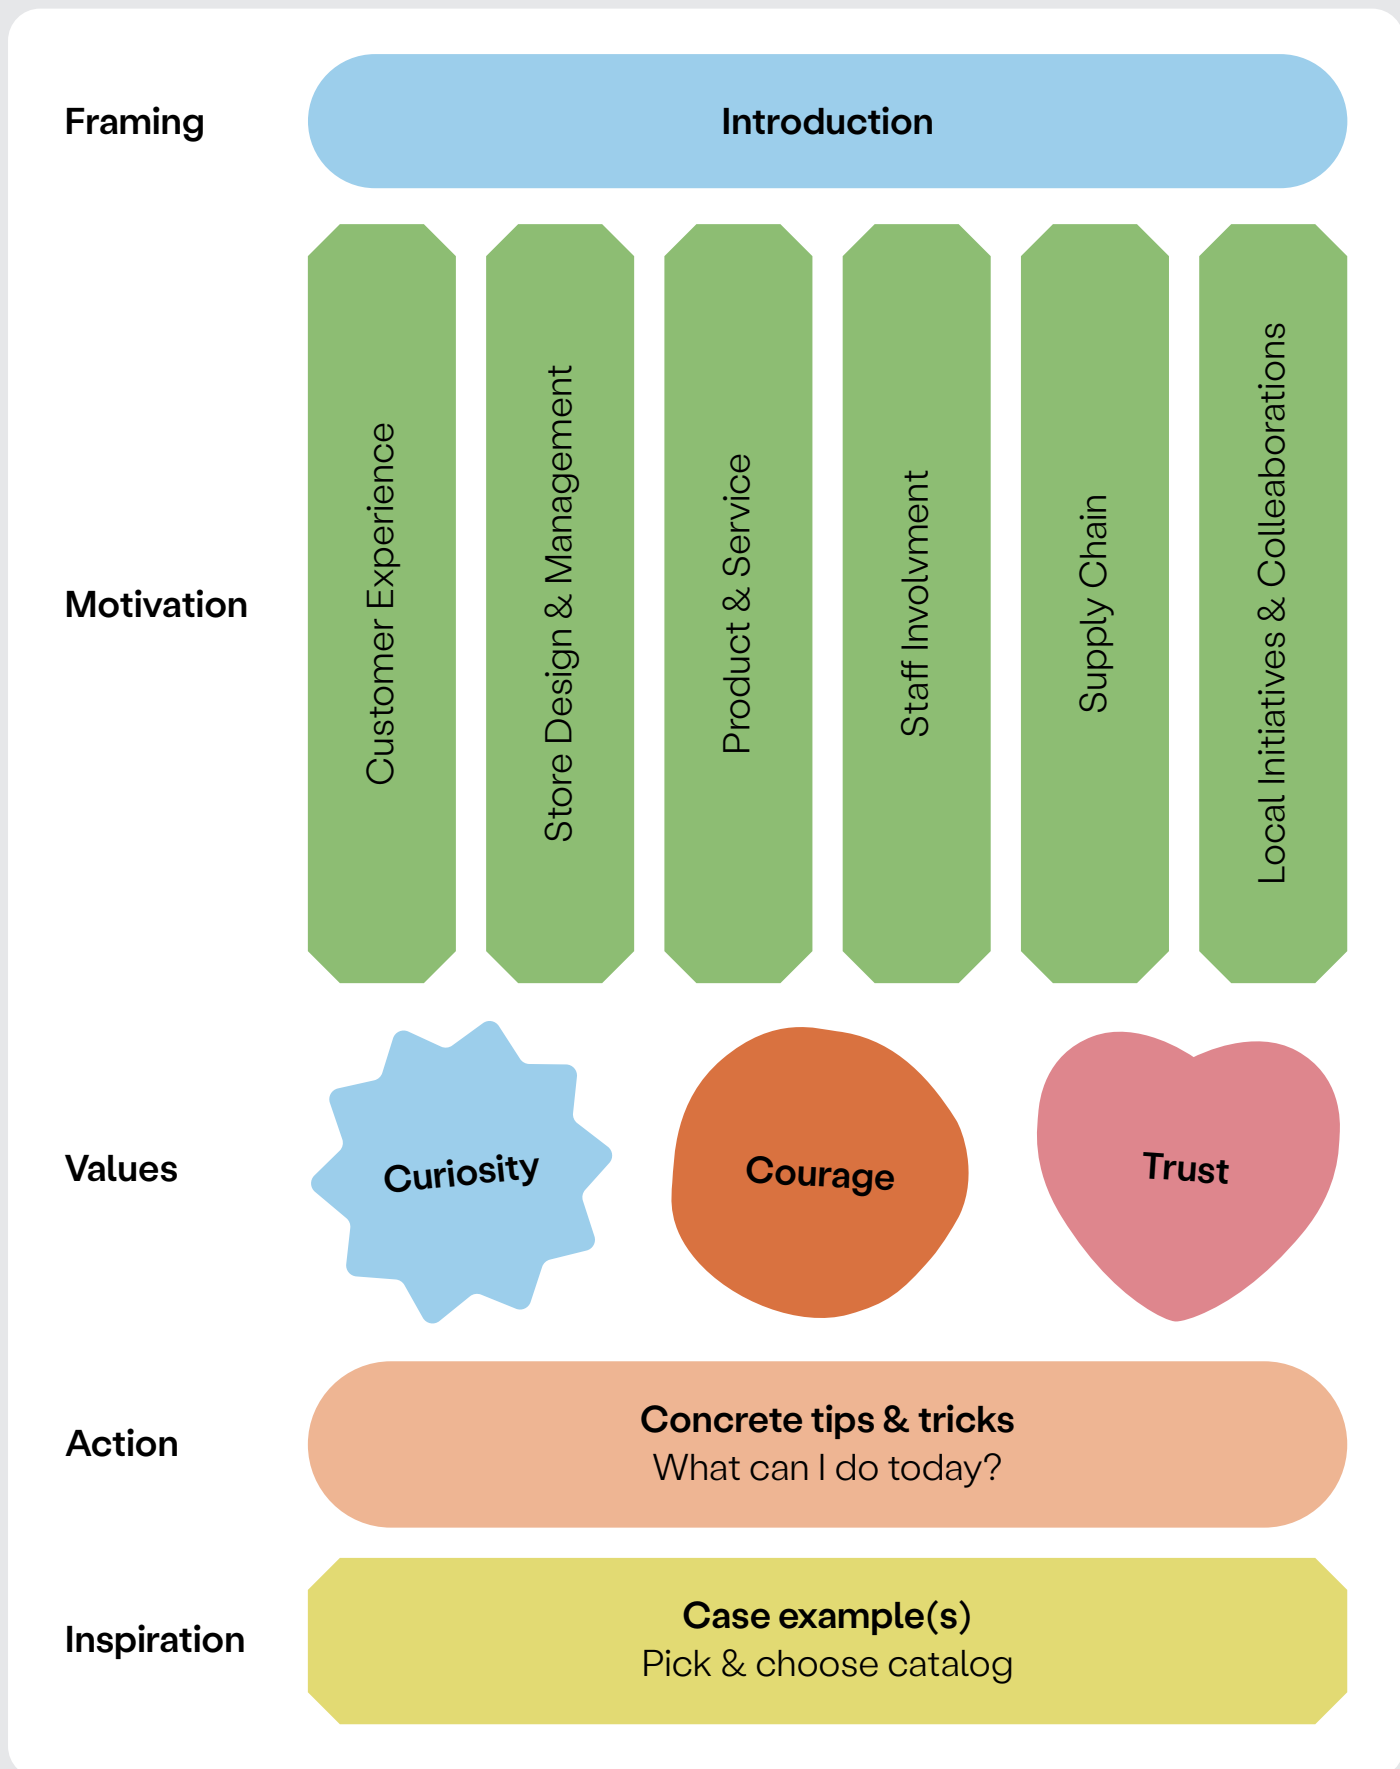 Framing
Introduction
Motivation
Customer Experience
Store Design & Management
Product & Service
Staff Involvment
Supply Chain
Local Initiatives & Colleaborations
Values
Curiosity
Courage
Trust
Action
Concrete tips & tricks
What can I do today?
Inspiration
Case example(s)
Pick & choose catalog